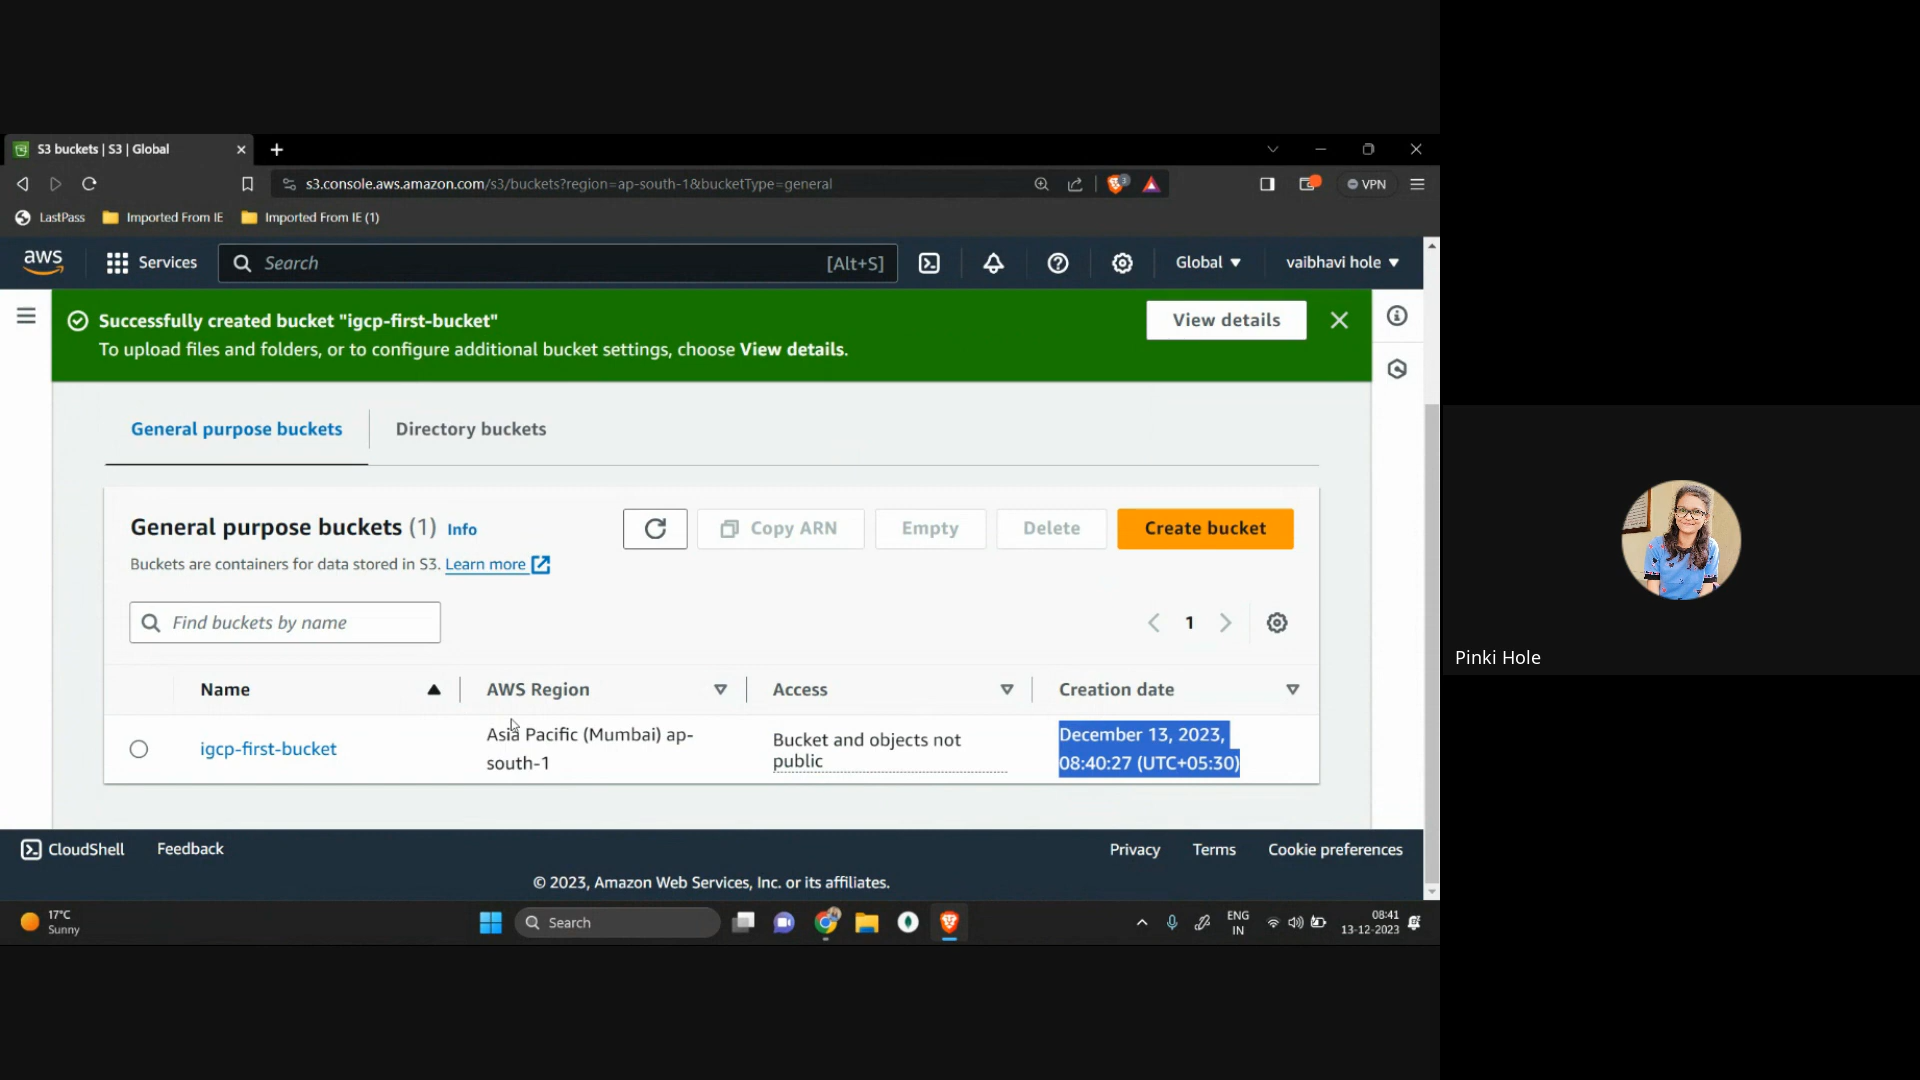 S3 buckets | S3 | Global
s3.console.aws.amazon.com/s3/buckets?region=ap-south-1&bucketType=general
3
VPN
LastPass
Imported From IE
Imported From IE (1)
aws
Services
Search
[Alt+S]
Global
vaibhavi hole
Successfully created bucket "igcp-first-bucket"
To upload files and folders, or to configure additional bucket settings, choose View details.
View details
General purpose buckets
Directory buckets
General purpose buckets (1) Info
Copy ARN
Empty
Delete
Create bucket
Buckets are containers for data stored in S3. Learn more
Find buckets by name
1
Name
AWS Region
Access
Creation date
igcp-first-bucket
Asia Pacific (Mumbai) ap-
south-1
Bucket and objects not
public
December 13, 2023,
08:40:27 (UTC+05:30)
Pinki Hole
CloudShell
Feedback
Privacy
Terms
Cookie preferences
© 2023, Amazon Web Services, Inc. or its affiliates.
17°C
Sunny
Search
ENG
IN
08:41
13-12-2023